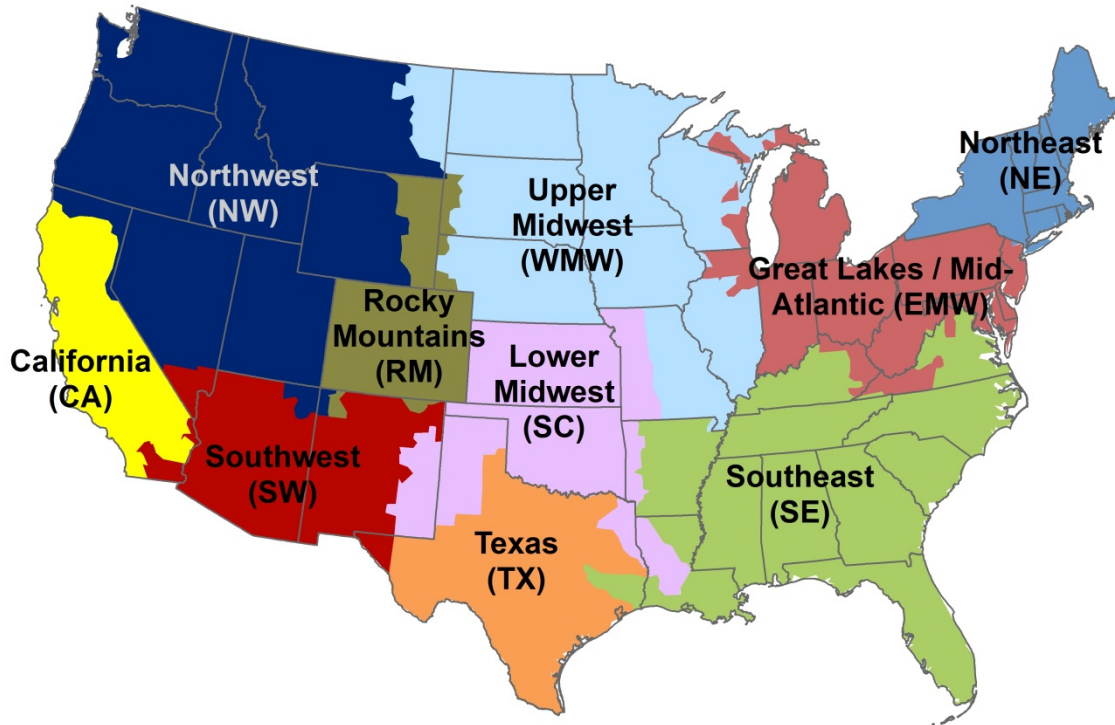 Northeast
(NE)
Northwest
(NW)
Upper
Midwest
(WMW)
Great Lakes / Mid-
Atlantic (EMW)
Rocky
Mountains
(RM)
California
(CA)
Lower
Midwest
(SC)
Southwest
(SW)
Southeast
(SE)
Texas
(TX)